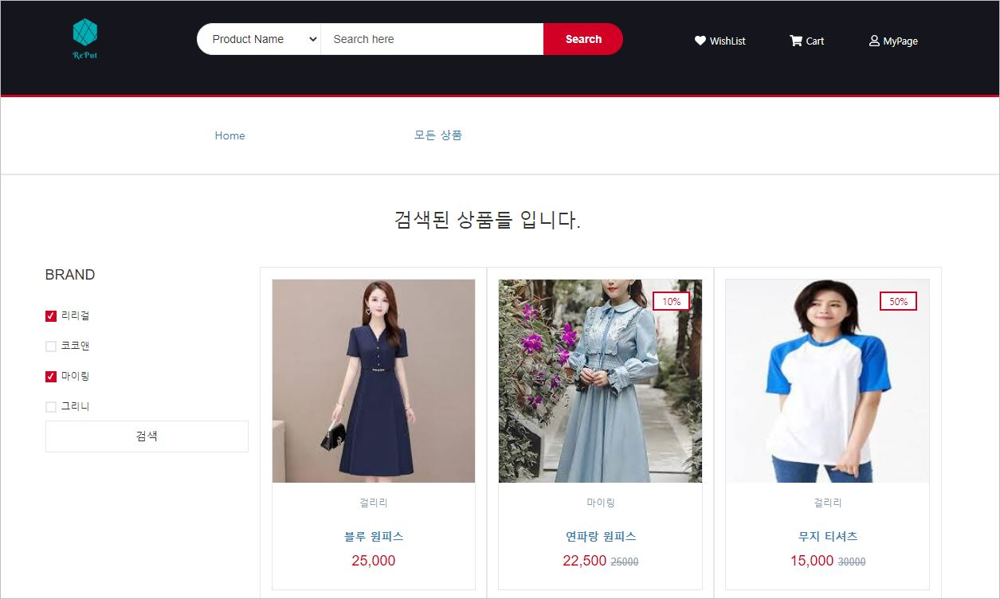 RePut
Product Name Search here Search
WishList Cart MyPage
Home 모든 상품
검색된 상품들 입니다.
BRAND
리리걸
코코앤
마이링
그리니
검색
걸리리
블루 원피스
25,000
10%
마이링
연파랑 원피스
22,500 25000
50%
걸리리
무지 티셔츠
15,000 30000